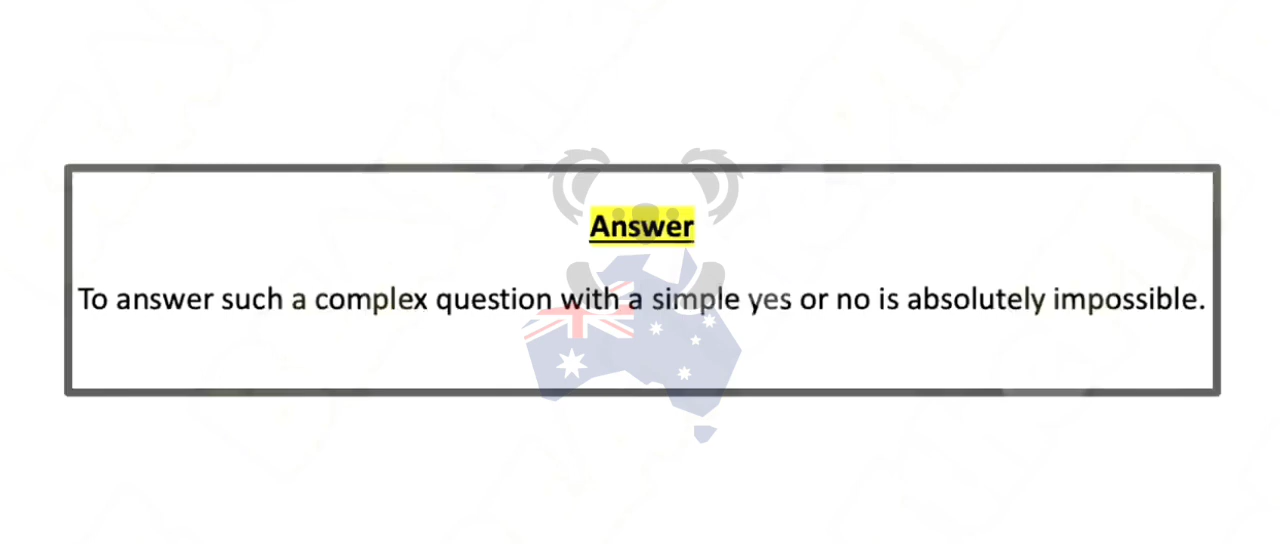 Answer
To answer such a complex question with a simple yes or no is absolutely impossible.